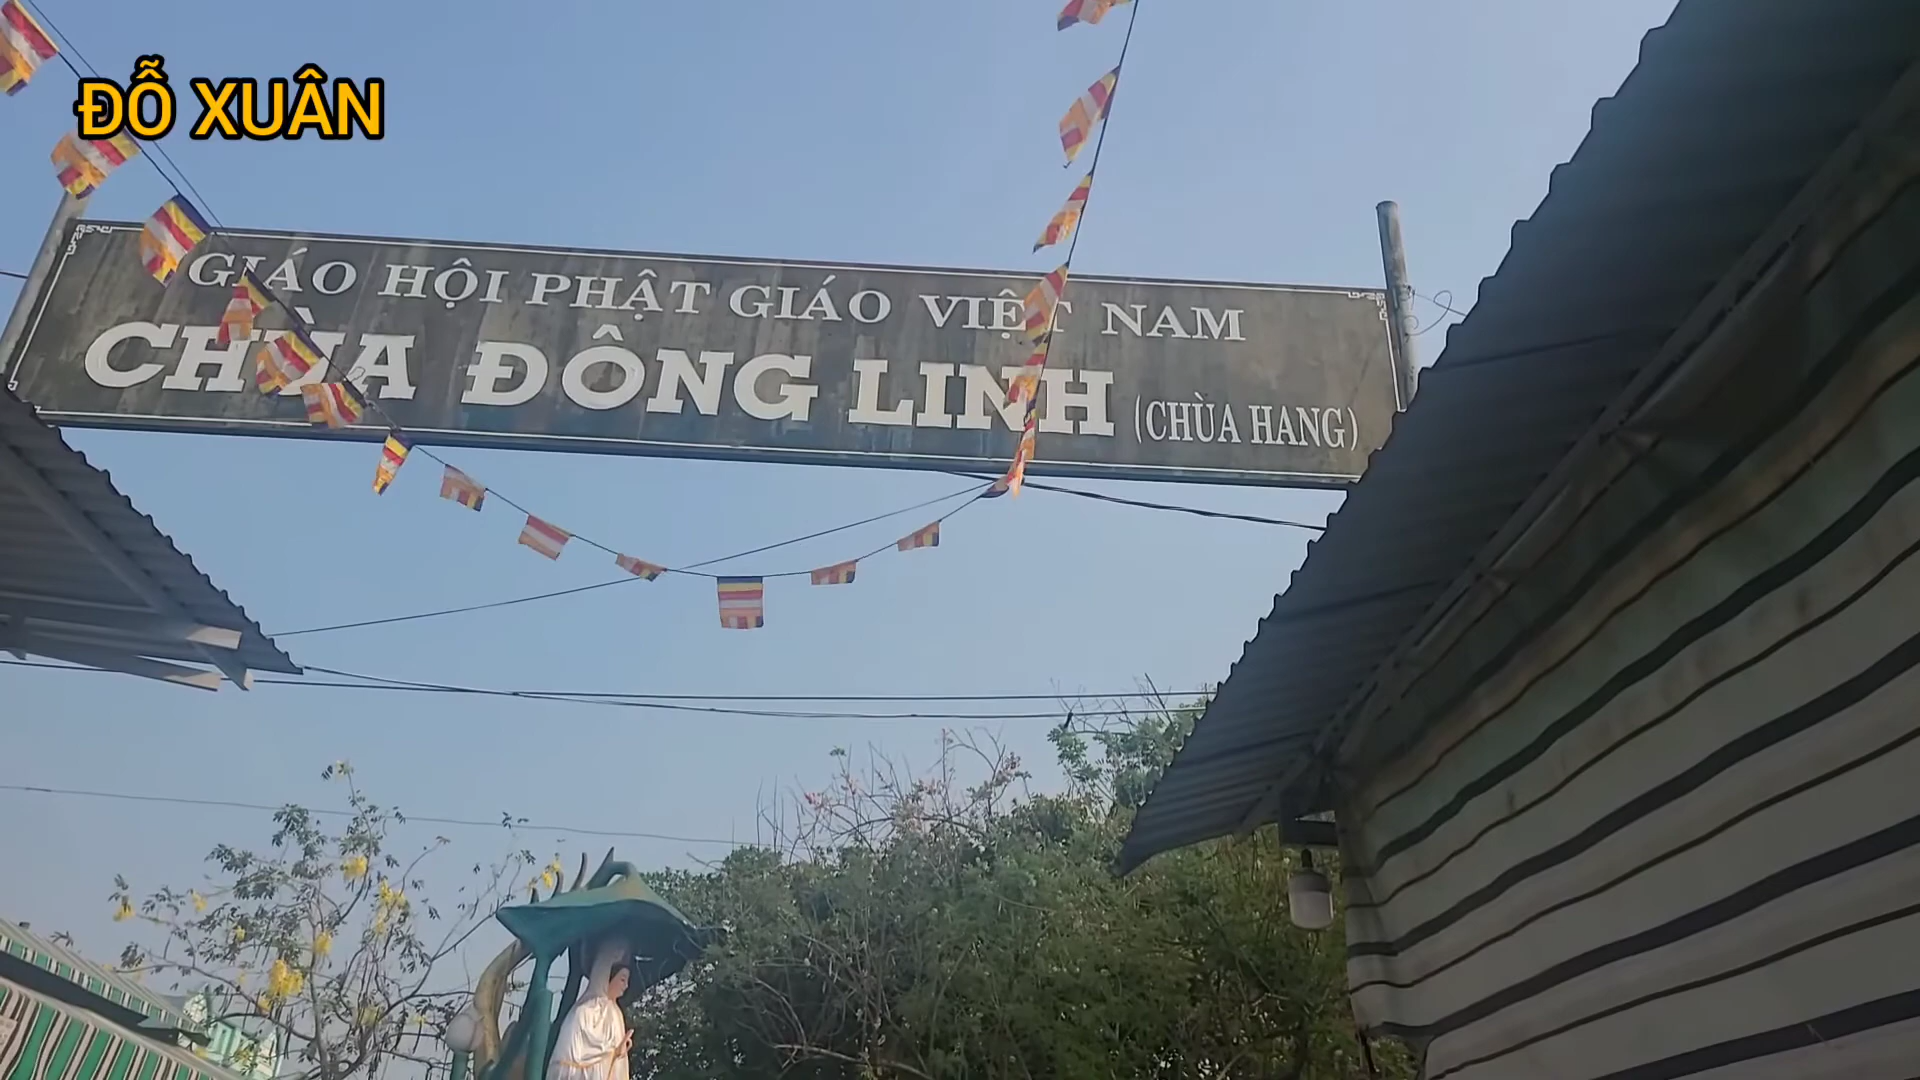 ĐỖ XUÂN
GIÁO HỘI PHẬT GIÁO VIỆT NAM
CHÙA ĐÔNG LINH (CHÙA HANG)